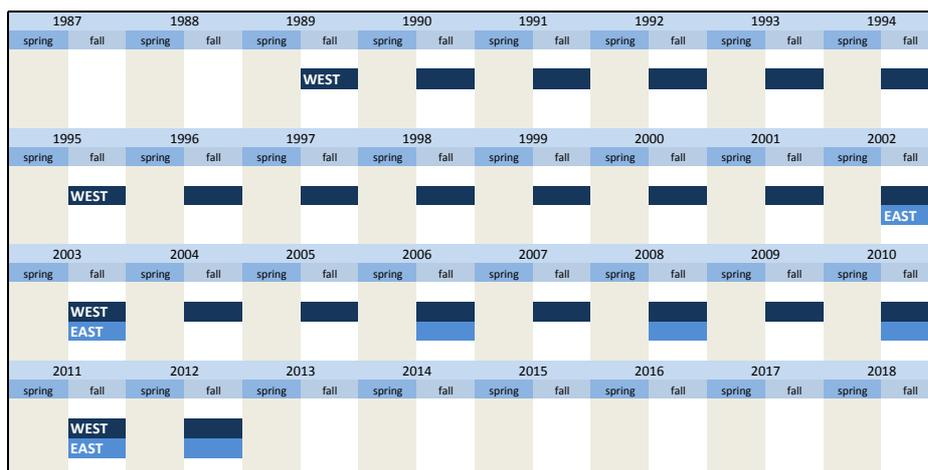 1987 1988 1989 1990 1991 1992 1993 1994
spring fall spring fall spring fall spring fall spring fall spring fall spring fall spring fall
WEST
1995 1996 1997 1998 1999 2000 2001 2002
spring fall spring fall spring fall spring fall spring fall spring fall spring fall spring fall
WEST
EAST
2003 2004 2005 2006 2007 2008 2009 2010
spring fall spring fall spring fall spring fall spring fall spring fall spring fall spring fall
WEST
EAST
2011 2012 2013 2014 2015 2016 2017 2018
spring fall spring fall spring fall spring fall spring fall spring fall spring fall spring fall
WEST
EAST